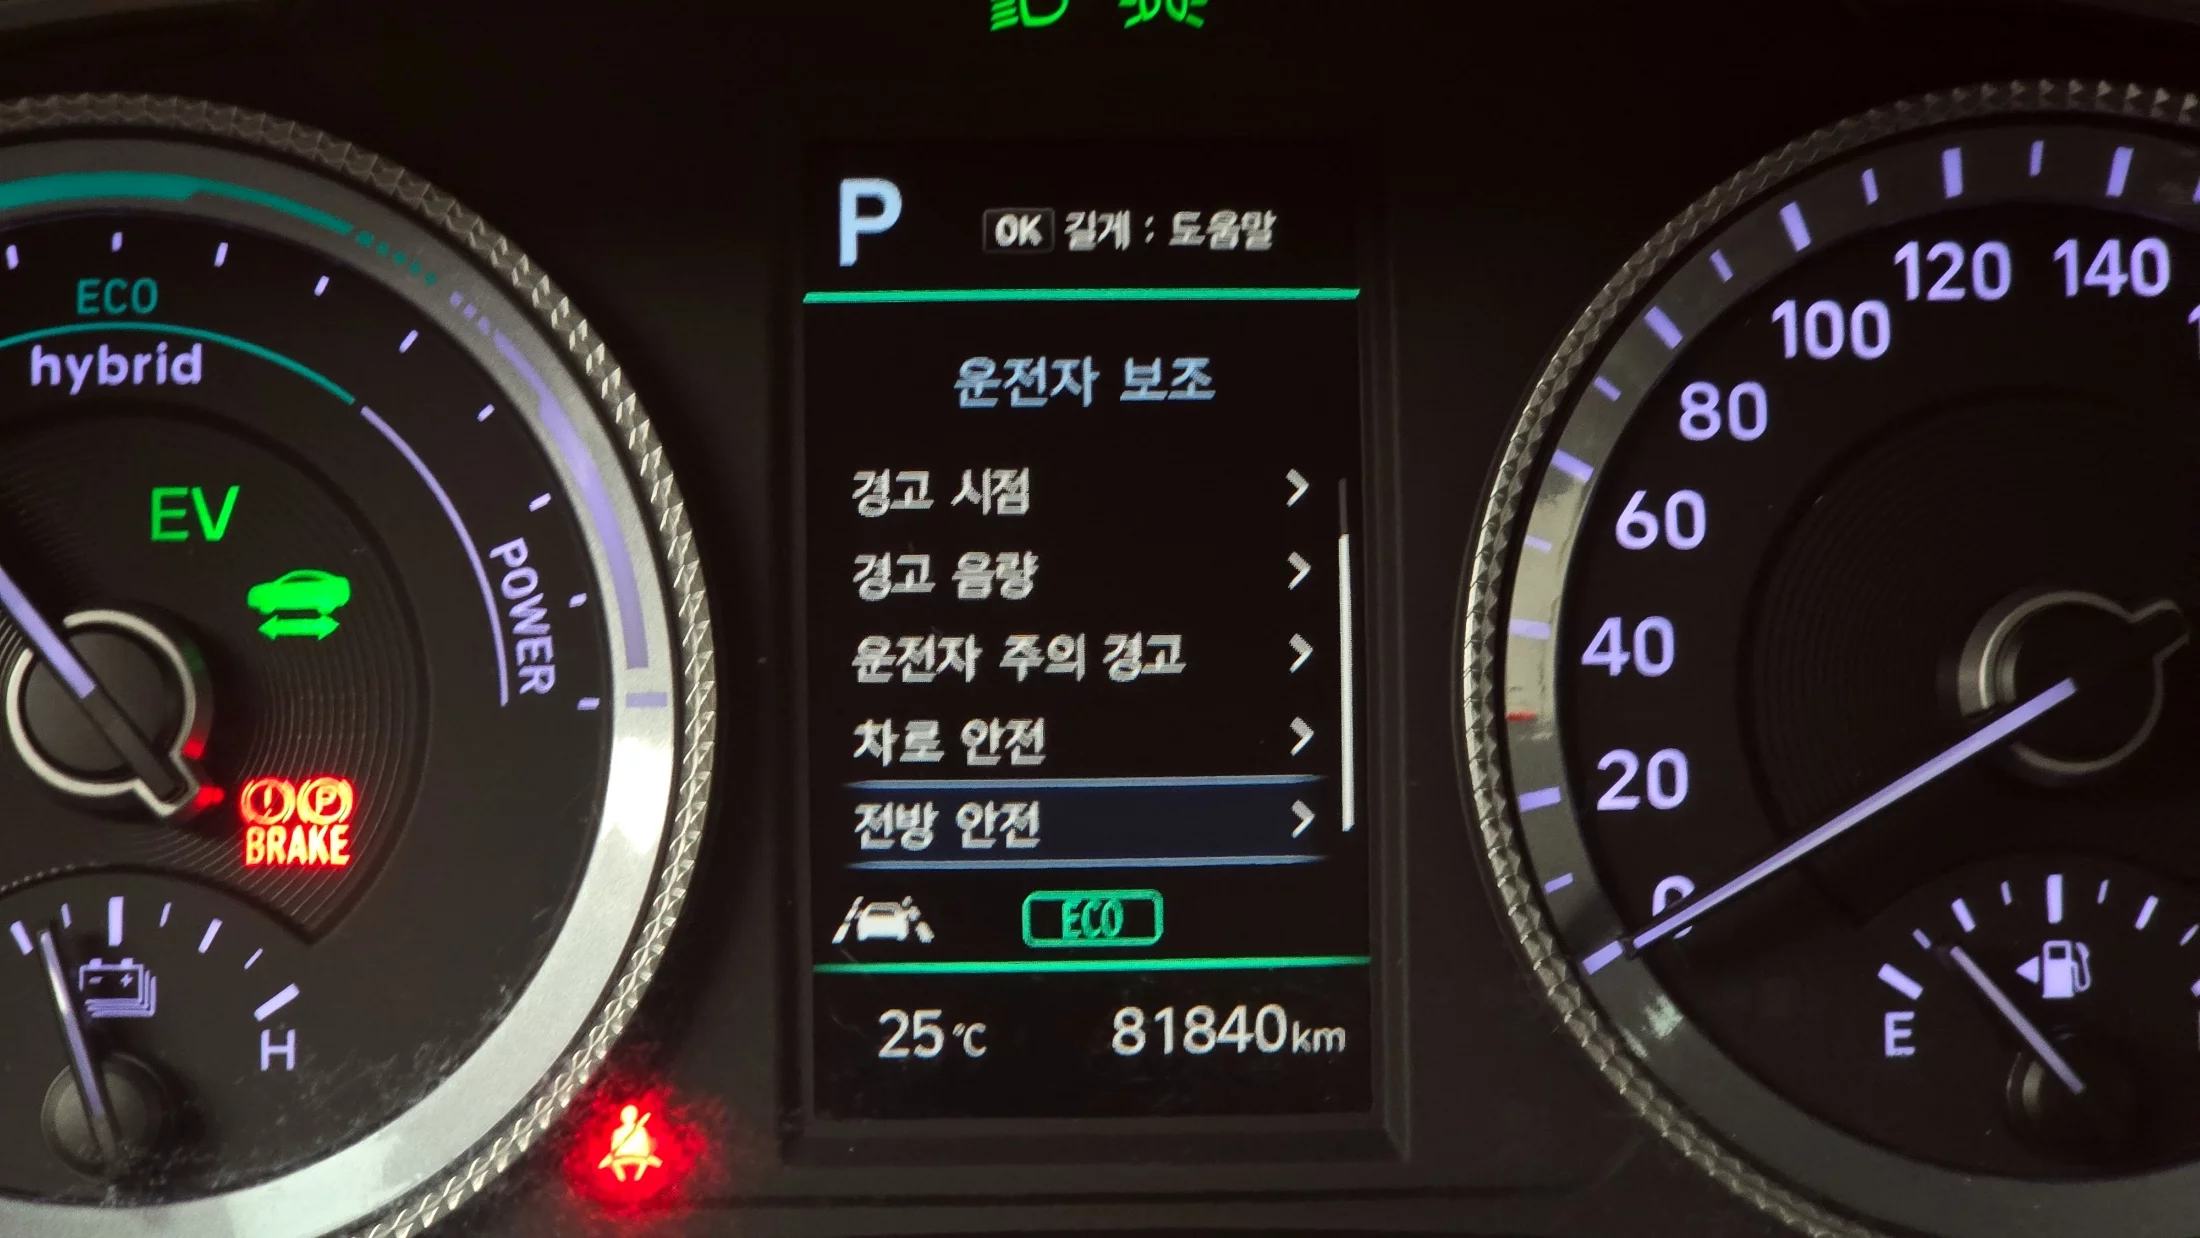 P
OK 길게 : 도움말
운전자 보조
경고 시점
경고 음량
운전자 주의 경고
차로 안전
전방 안전
ECO
25℃ 81840km
ECO
hybrid
EV
POWER
P
BRAKE
H
140
120
100
80
60
40
20
0
E